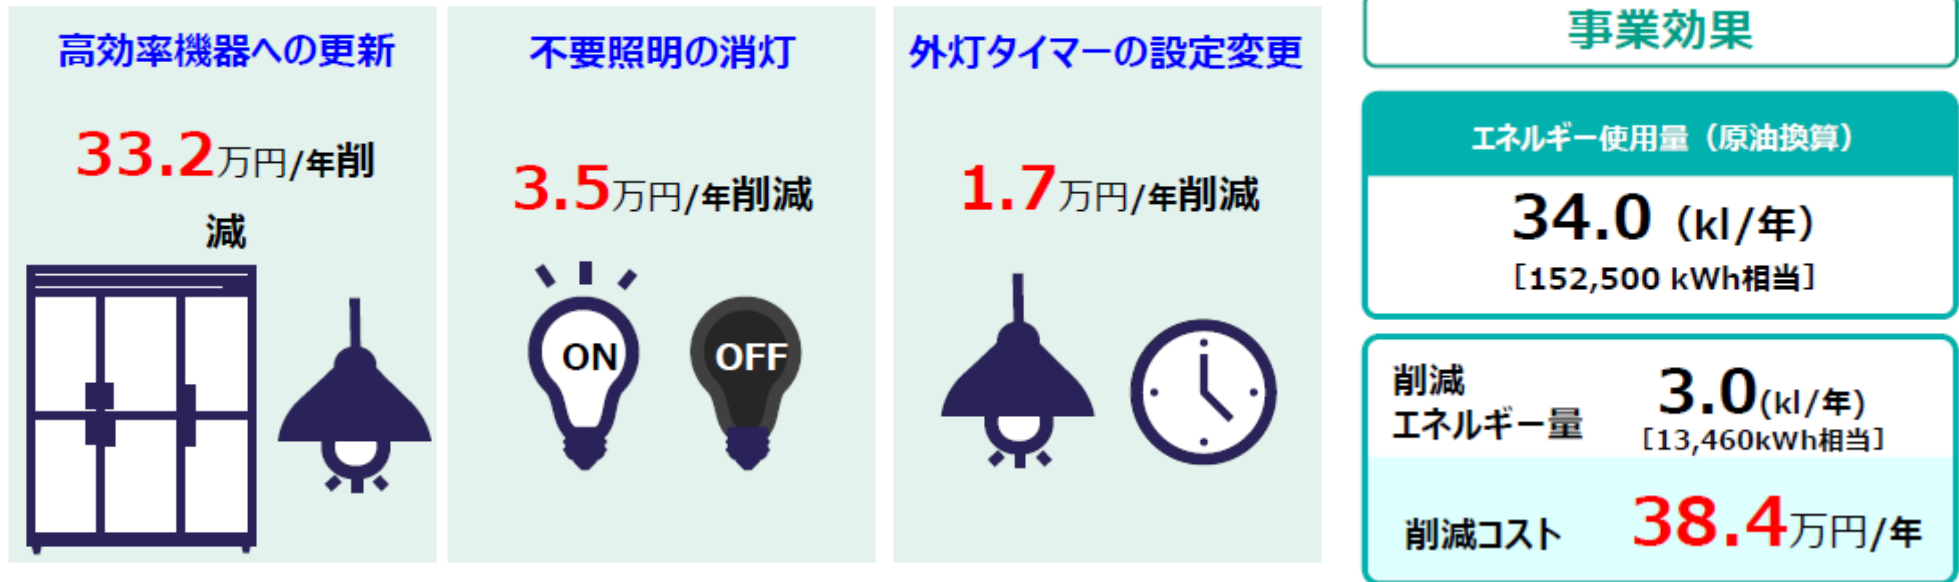 高効率機器への更新
33.2万円/年削
減
不要照明の消灯
3.5万円/年削減
ON
OFF
外灯タイマーの設定変更
1.7万円/年削減
事業効果
エネルギー使用量（原油換算）
34.0（kl/年）
［152,500 kWh相当］
削減
エネルギー量
3.0(kl/年)
［13,460kWh相当］
削減コスト 38.4万円/年